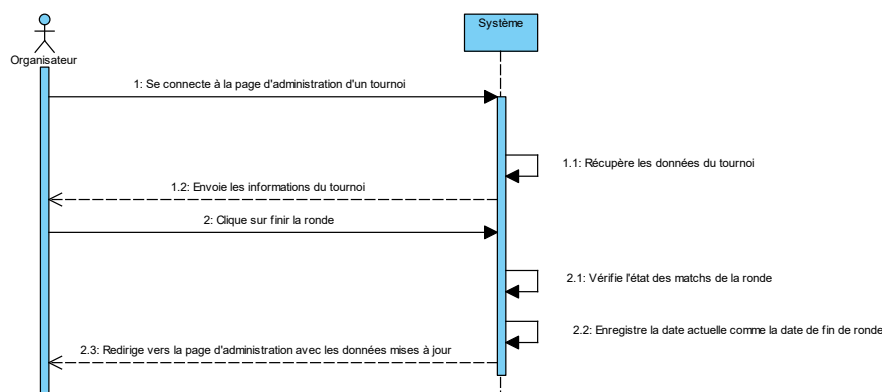 Système
Organisateur
1: Se connecte à la page d'administration d'un tournoi
1.1: Récupère les données du tournoi
1.2: Envoie les informations du tournoi
2: Clique sur finir la ronde
2.1: Vérifie l'état des matchs de la ronde
2.2: Enregistre la date actuelle comme la date de fin de ronde
2.3: Redirige vers la page d'administration avec les données mises à jour